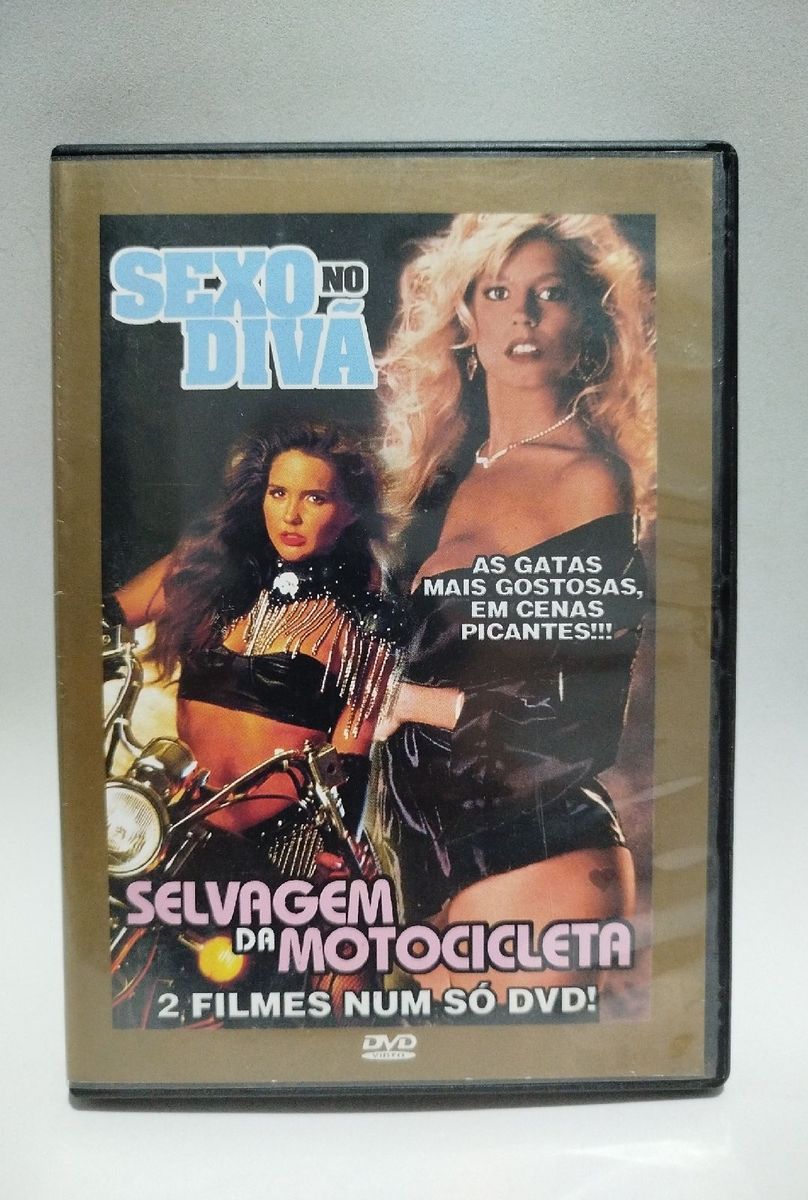 SEXO NO
DIVÃ
AS GATAS
MAIS GOSTOSAS,
EM CENAS
PICANTES!!!
SELVAGEM
DA MOTOCICLETA
2 FILMES NUM SÓ DVD!
DVD
VIDEO